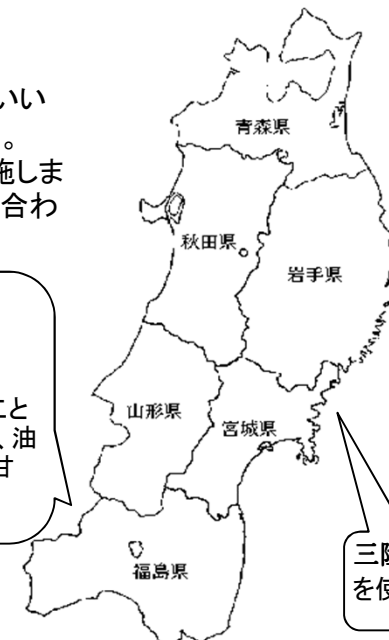 いい
。
施しま
合わ
青森県
秋田県
岩手県
こと
、油
甘
山形県
宮城県
福島県
三陸
を使